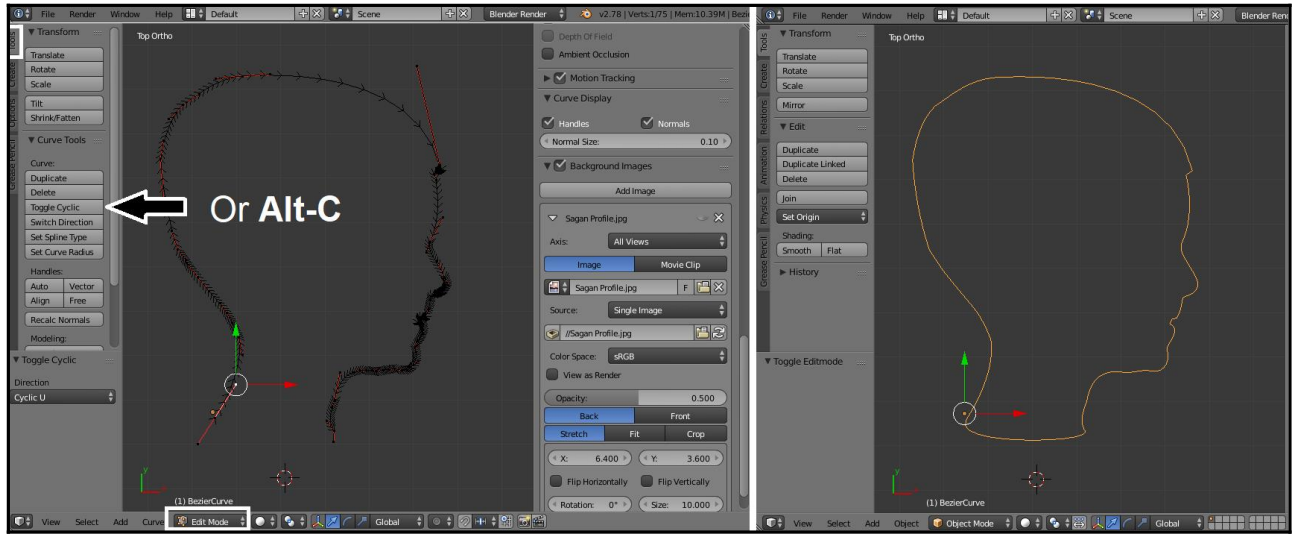 File Render Window Help Default Scene Blender Render v2.78 | Verts:1/75 | Mem:10.39M | Bezi
Tools
Create
Options
Grease Pencil
Transform
Translate
Rotate
Scale
Tilt
Shrink/Fatten
Curve Tools
Curve:
Duplicate
Delete
Toggle Cyclic
Switch Direction
Set Spline Type
Set Curve Radius
Handles:
Auto Vector
Align Free
Recalc Normals
Modeling:
Toggle Cyclic
Direction
Cyclic U
Top Ortho
Or Alt-C
y
(1) BezierCurve
Depth Of Field
Ambient Occlusion
Motion Tracking
Curve Display
Handles Normals
Normal Size: 0.10
Background Images
Add Image
Sagan Profile.jpg
Axis: All Views
Image Movie Clip
Sagan Profile.jpg F
Source: Single Image
//Sagan Profile.jpg
Color Space: sRGB
View as Render
Opacity: 0.500
Back Front
Stretch Fit Crop
X: 6.400 Y: 3.600
Flip Horizontally Flip Vertically
Rotation: 0° Size: 10.000
View Select Add Curve Edit Mode Global
File Render Window Help Default Scene Blender Ren
Tools
Create
Relations
Animation
Physics
Grease Pencil
Transform
Translate
Rotate
Scale
Mirror
Edit
Duplicate
Duplicate Linked
Delete
Join
Set Origin
Shading:
Smooth Flat
History
Toggle Editmode
Top Ortho
y
(1) BezierCurve
View Select Add Object Object Mode Global